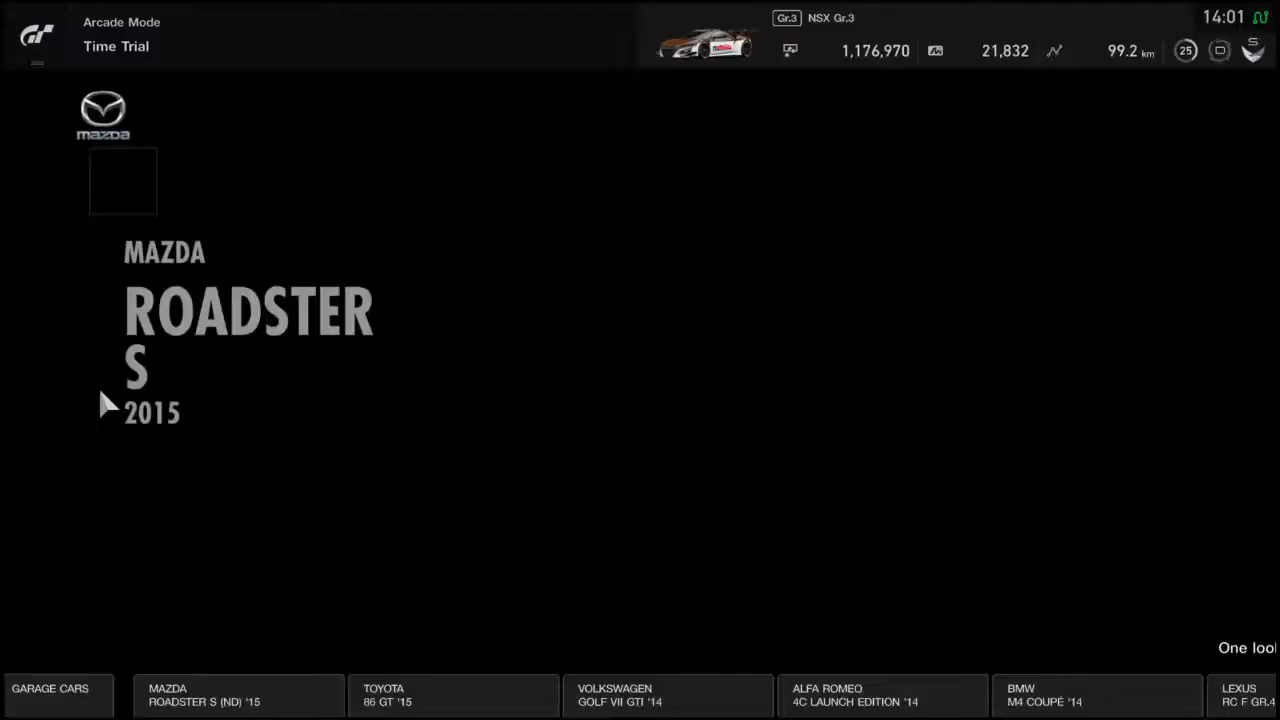 Arcade Mode
Time Trial
Gr.3 NSX Gr.3
14:01
1,176,970
21,832
99.2 km
25
S
mazda
MAZDA
ROADSTER
S
2015
One loo
GARAGE CARS
MAZDA
ROADSTER S (ND) '15
TOYOTA
86 GT '15
VOLKSWAGEN
GOLF VII GTI '14
ALFA ROMEO
4C LAUNCH EDITION '14
BMW
M4 COUPÉ '14
LEXUS
RC F GR.4